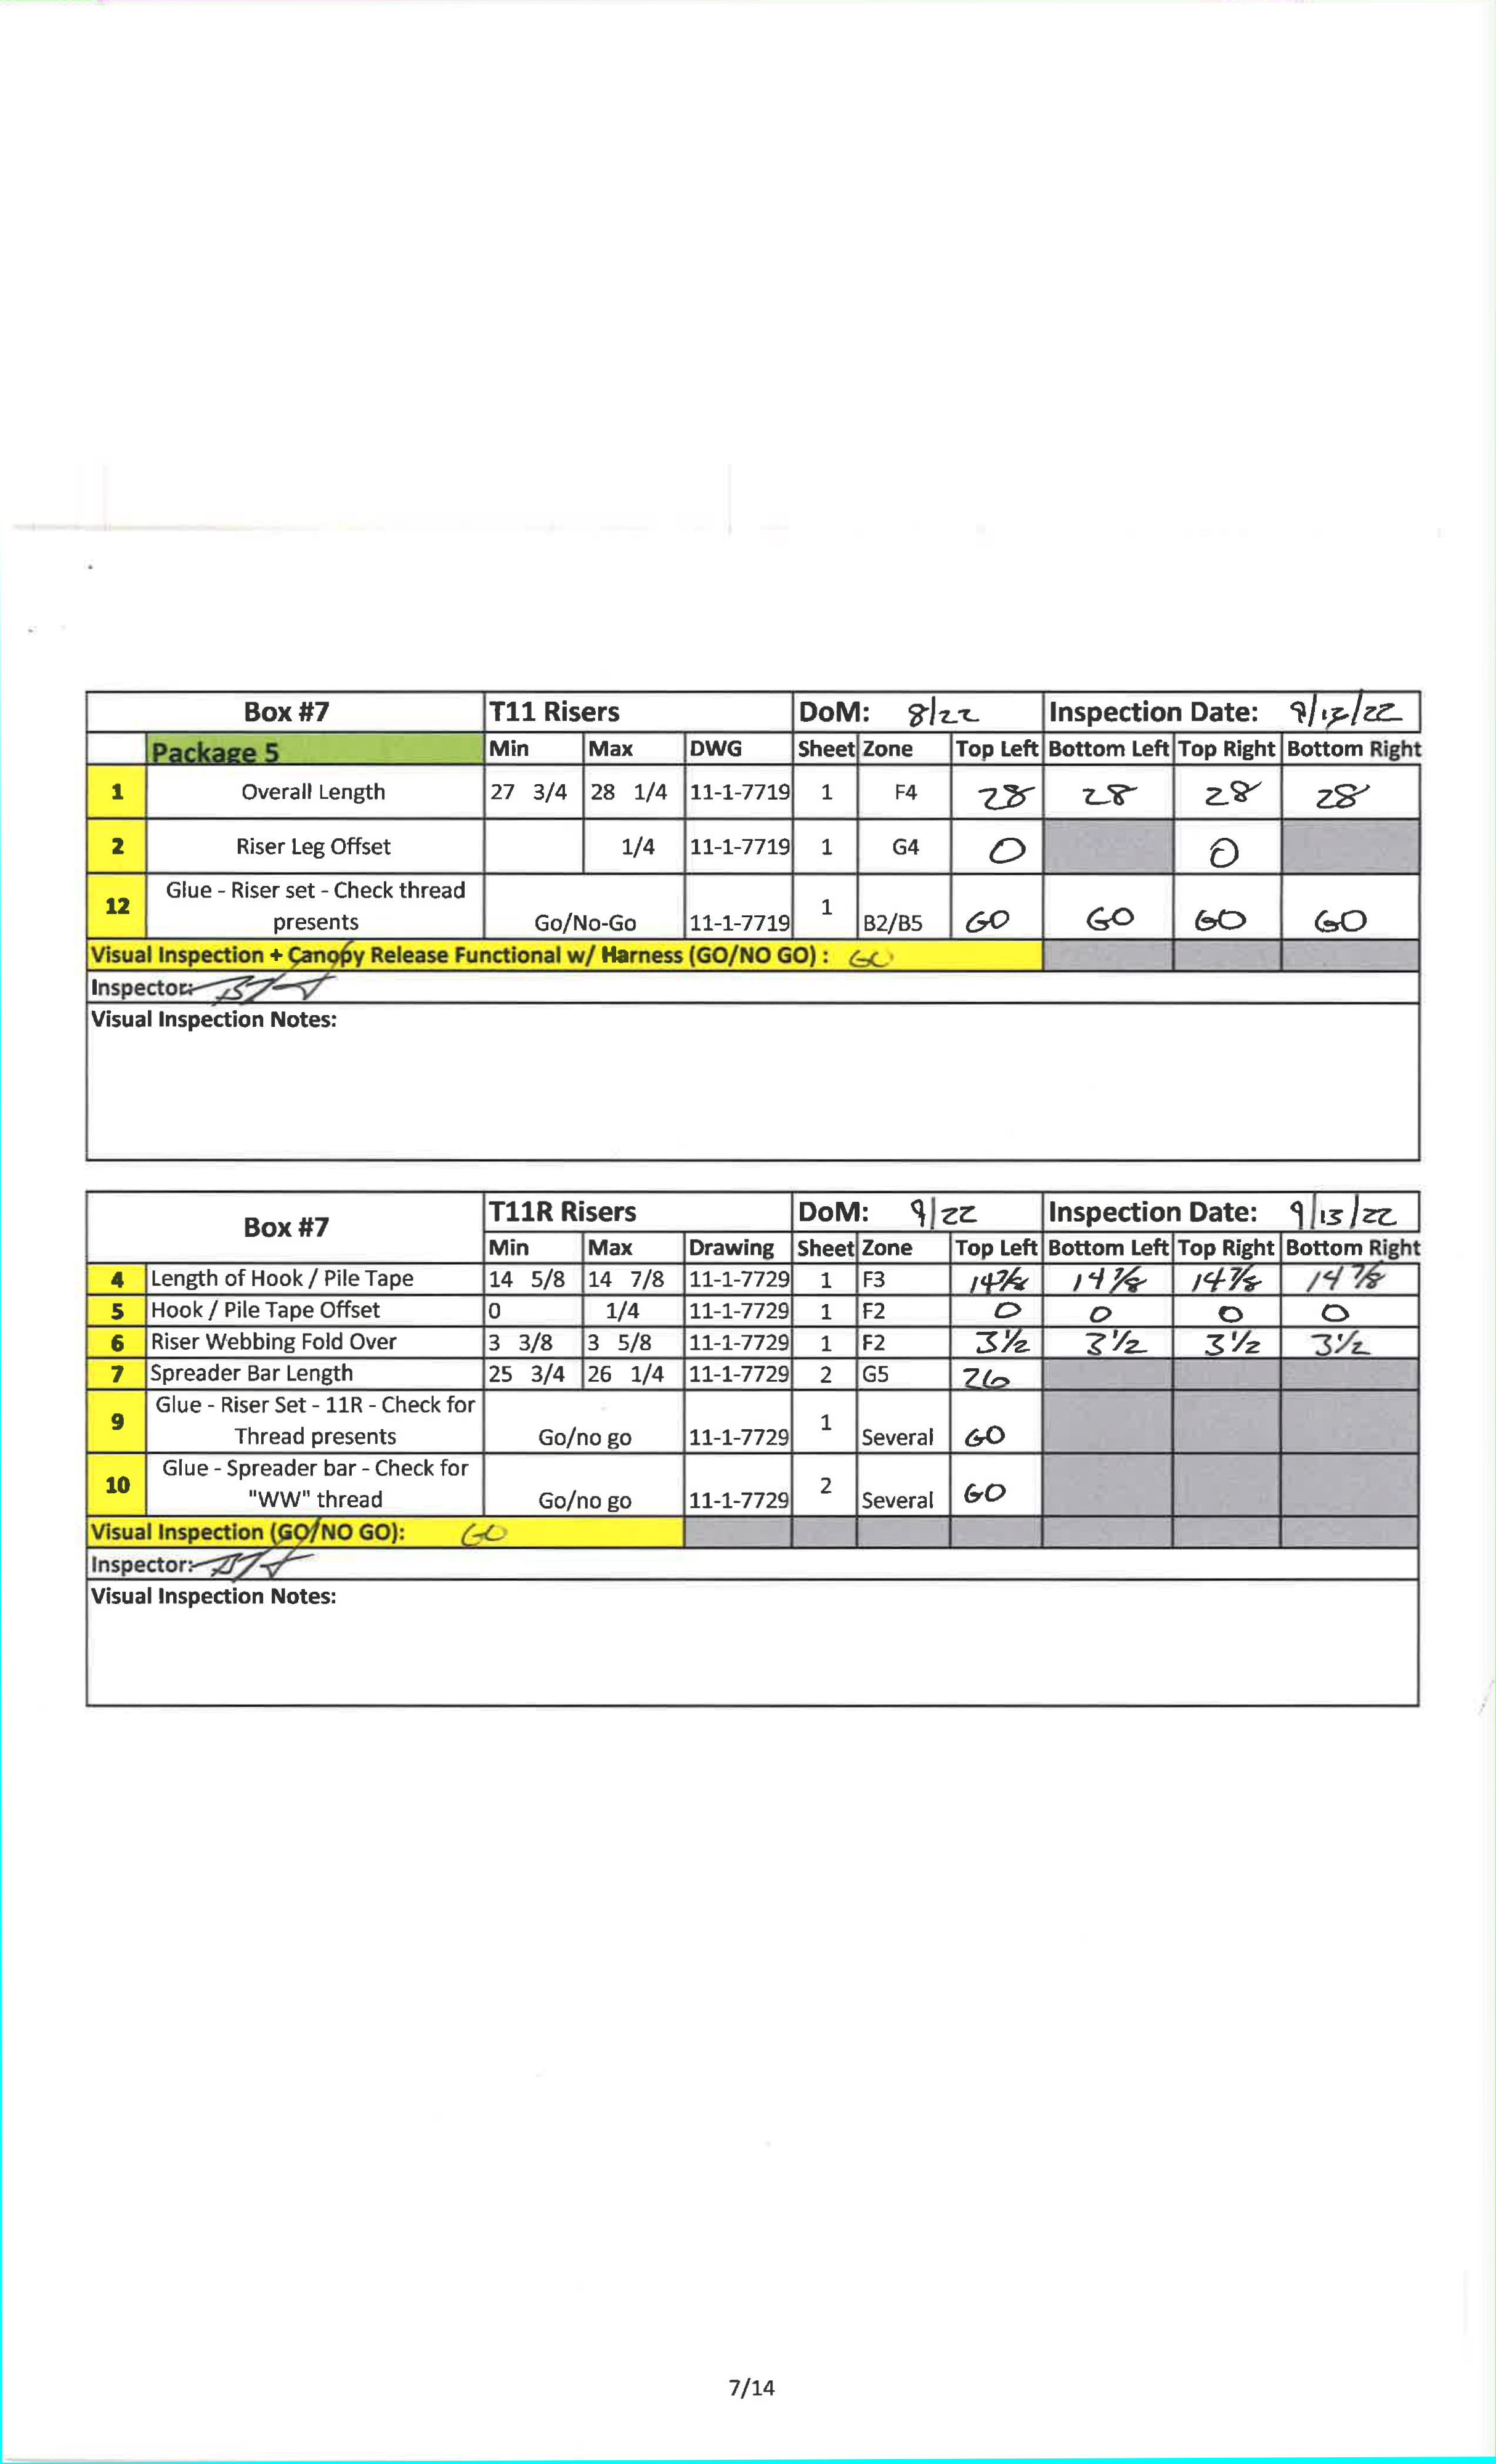 Box #7 T11 Risers DoM: 8/22 Inspection Date: 9/13/22
Package 5 Min Max DWG Sheet Zone Top Left Bottom Left Top Right Bottom Right
1 Overall Length 27 3/4 28 1/4 11-1-7719 1 F4 28 28 28 28
2 Riser Leg Offset 1/4 11-1-7719 1 G4 0 0
Glue - Riser set - Check thread
12 presents Go/No-Go 11-1-7719 1 B2/B5 GO GO GO GO
Visual Inspection + Canopy Release Functional w/ Harness (GO/NO GO) : GO
Inspector:
Visual Inspection Notes:
Box #7 T11R Risers DoM: 9/22 Inspection Date: 9/13/22
Min Max Drawing Sheet Zone Top Left Bottom Left Top Right Bottom Right
4 Length of Hook / Pile Tape 14 5/8 14 7/8 11-1-7729 1 F3 14 7/8 14 7/8 14 7/8 14 7/8
5 Hook / Pile Tape Offset 0 1/4 11-1-7729 1 F2 0 0 0 0
6 Riser Webbing Fold Over 3 3/8 3 5/8 11-1-7729 1 F2 3 1/2 3 1/2 3 1/2 3 1/2
7 Spreader Bar Length 25 3/4 26 1/4 11-1-7729 2 G5 26
Glue - Riser Set - 11R - Check for
9 Thread presents Go/no go 11-1-7729 1 Several GO
Glue - Spreader bar - Check for
10 "WW" thread Go/no go 11-1-7729 2 Several GO
Visual Inspection (GO/NO GO): GO
Inspector:
Visual Inspection Notes:
7/14